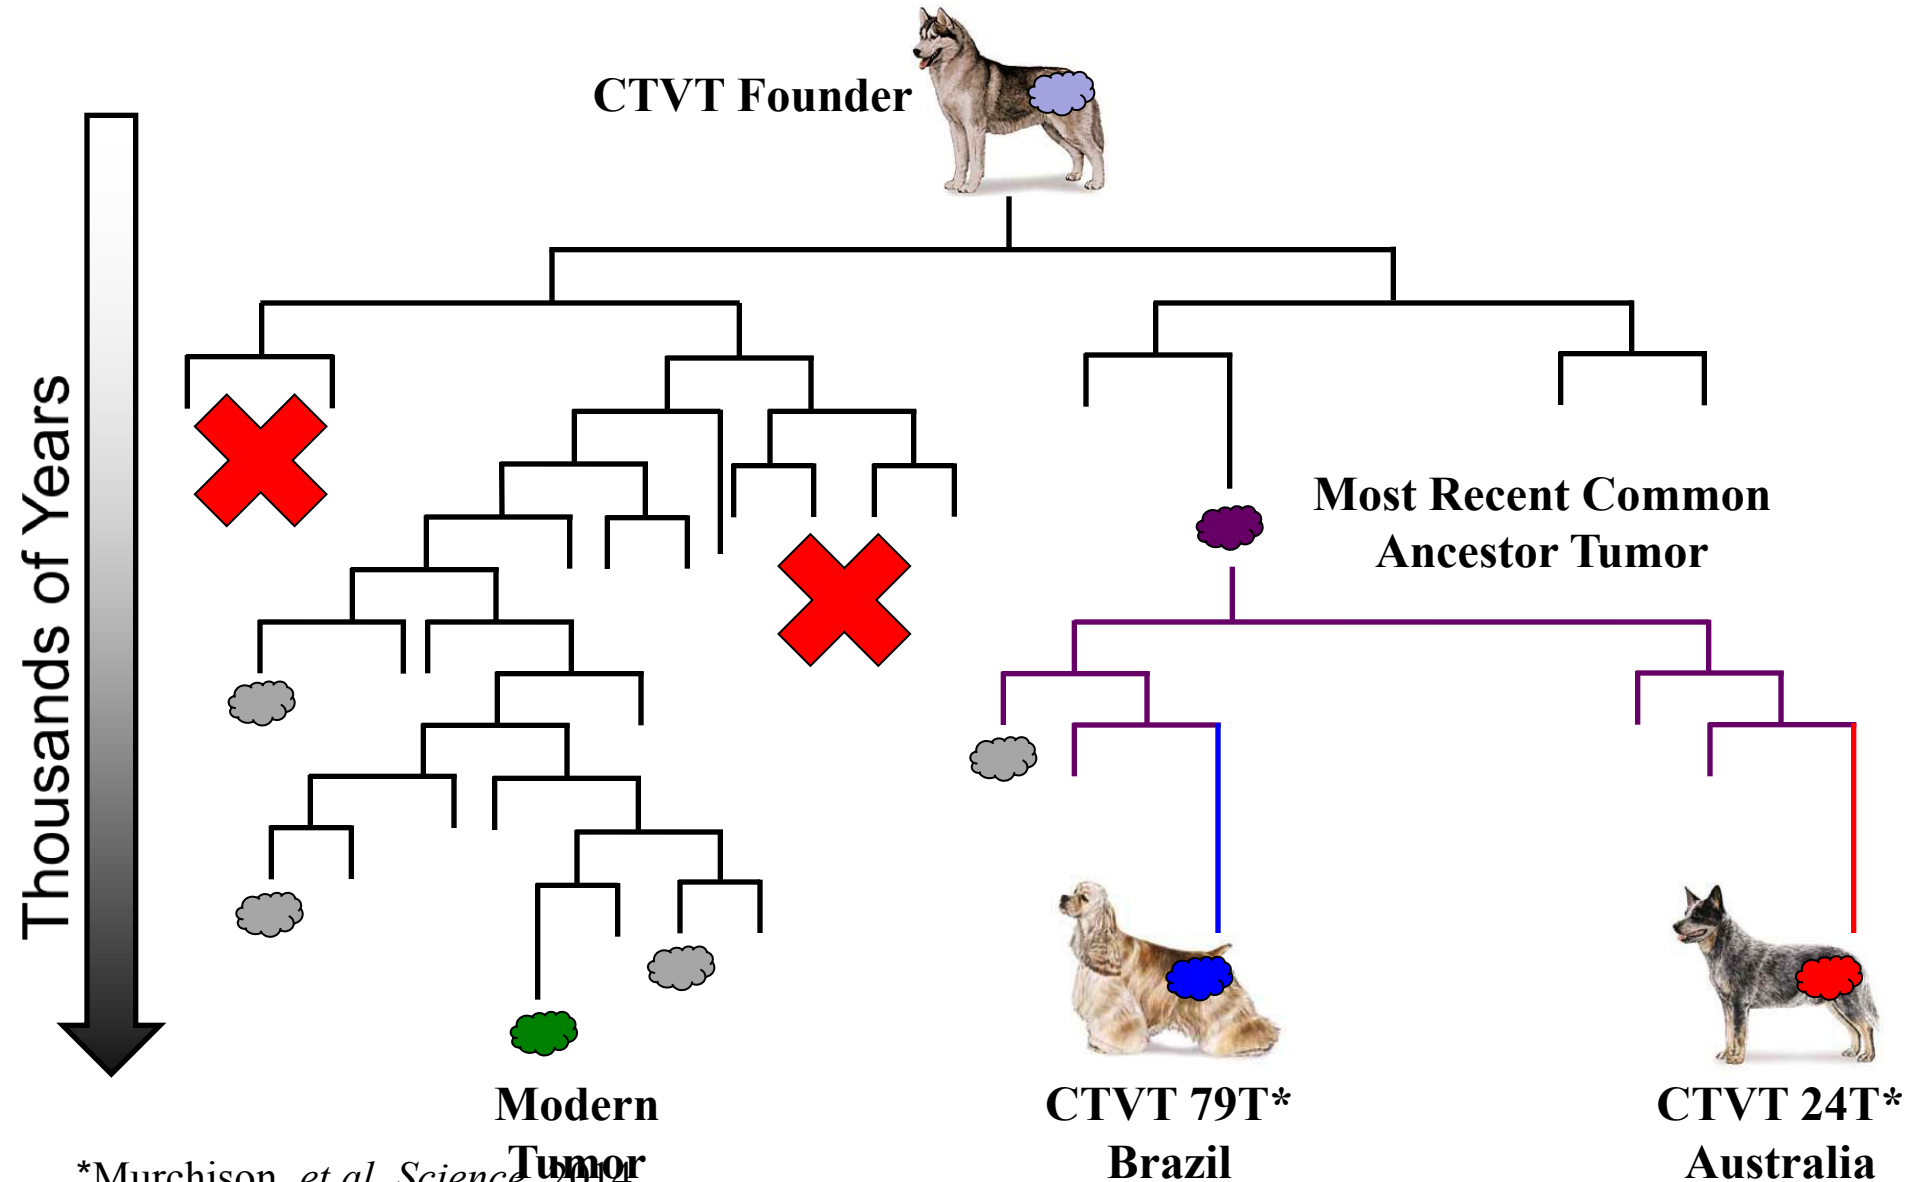 CTVT Founder
Thousands of Years
Most Recent Common
Ancestor Tumor
Modern
Tumor
CTVT 79T*
Brazil
CTVT 24T*
Australia
*Murchison, et al. Science, 2014